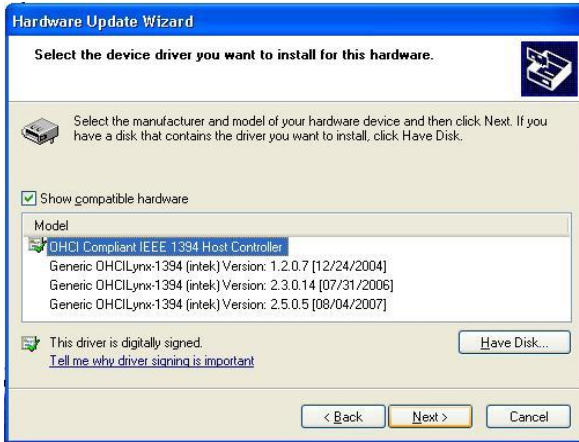 Hardware Update Wizard
Select the device driver you want to install for this hardware.
Select the manufacturer and model of your hardware device and then click Next. If you
have a disk that contains the driver you want to install, click Have Disk.
Show compatible hardware
Model
OHCI Compliant IEEE 1394 Host Controller
Generic OHCILynx-1394 (intek) Version: 1.2.0.7 [12/24/2004]
Generic OHCILynx-1394 (intek) Version: 2.3.0.14 [07/31/2006]
Generic OHCILynx-1394 (intek) Version: 2.5.0.5 [08/04/2007]
This driver is digitally signed.
Have Disk...
Tell me why driver signing is important
< Back
Next >
Cancel